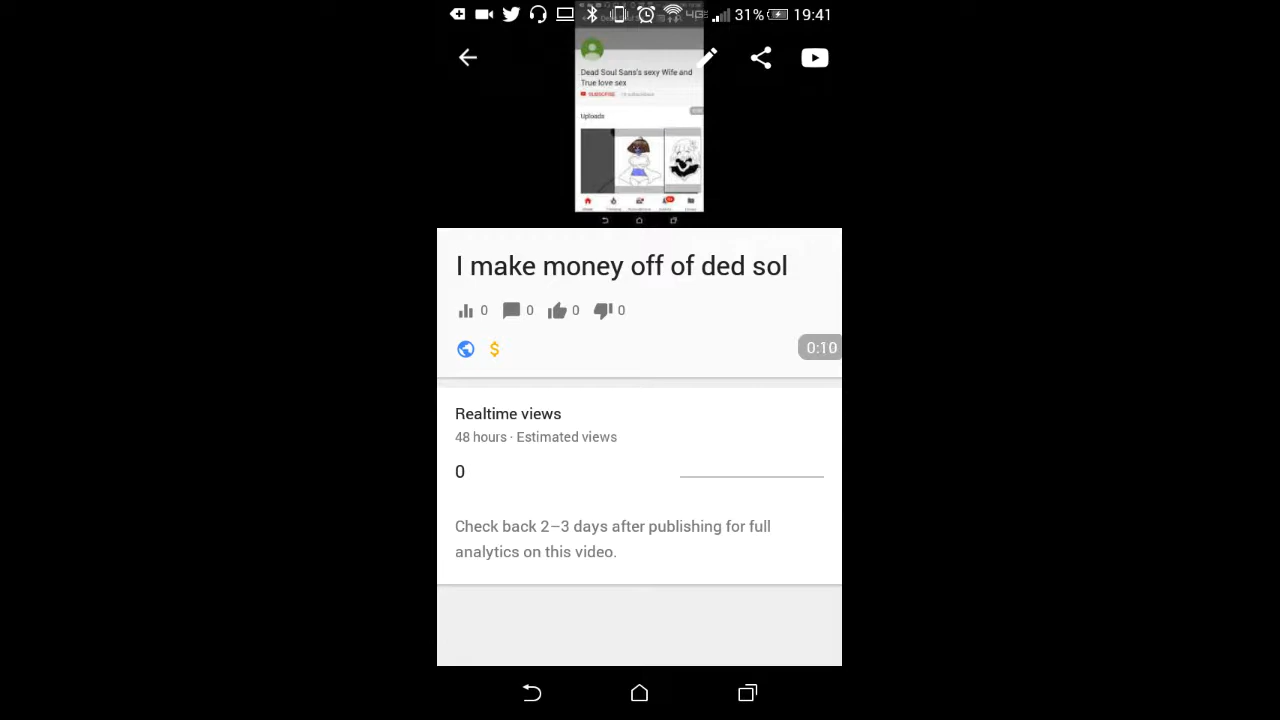 31% 19:41
Dead Soul Sans's sexy Wife and
True love sex
SUBSCRIBE
Uploads
I make money off of ded sol
0 0 0 0
0:10
Realtime views
48 hours · Estimated views
0
Check back 2–3 days after publishing for full
analytics on this video.